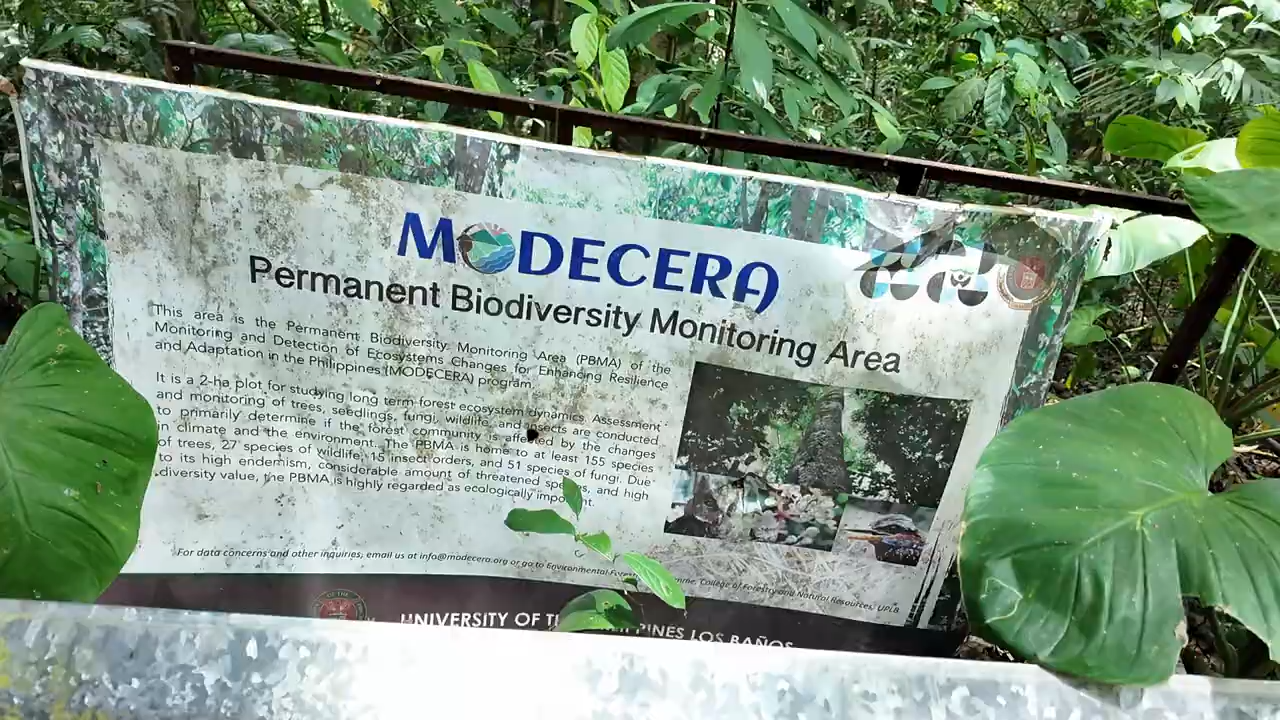 MODECERA
Permanent Biodiversity Monitoring Area
This area is the Permanent Biodiversity Monitoring Area (PBMA) of the
Monitoring and Detection of Ecosystems Changes for Enhancing Resilience
and Adaptation in the Philippines (MODECERA) program.
It is a 2-ha plot for studying long term forest ecosystem dynamics. Assessment
and monitoring of trees, seedlings, fungi, wildlife, and insects are conducted
to primarily determine if the forest community is affected by the changes
in climate and the environment. The PBMA is home to at least 155 species
of trees, 27 species of wildlife, 15 insect orders, and 51 species of fungi. Due
to its high endemism, considerable amount of threatened species, and high
diversity value, the PBMA is highly regarded as ecologically important.
For data concerns and other inquiries, email us at info@modecera.org or go to Environmental Forestry College of Forestry and Natural Resources, UPLB
UNIVERSITY OF LOS BAÑOS